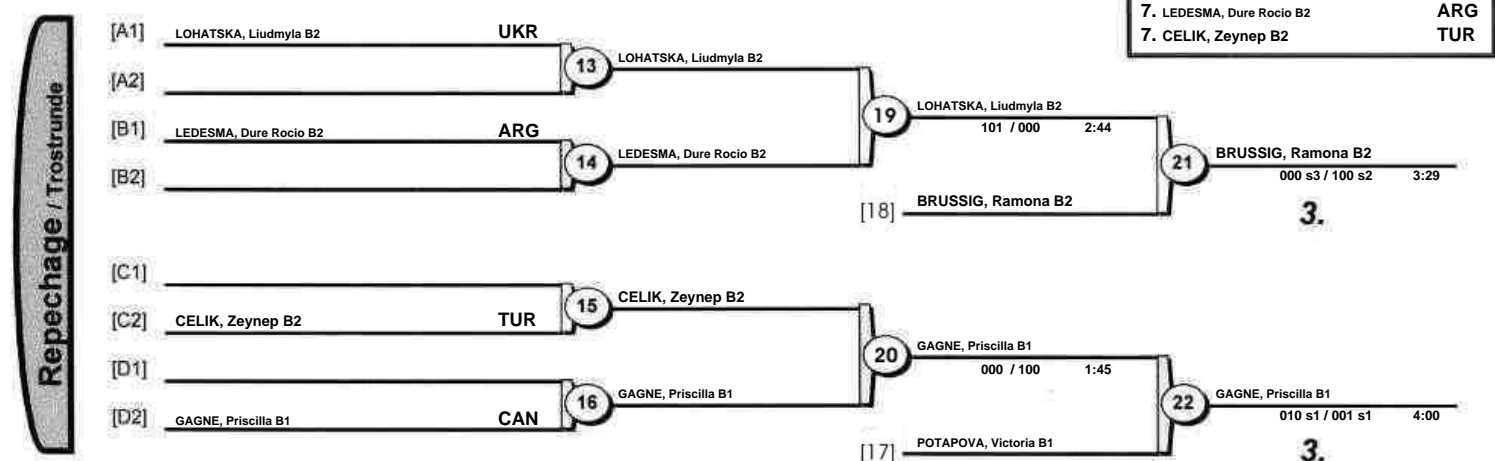 7. LEDESMA, Dure Rocio B2 ARG
7. CELIK, Zeynep B2 TUR
Repechage / Trostrunde
[A1] LOHATSKA, Liudmyla B2 UKR
13 LOHATSKA, Liudmyla B2
[A2]
19 LOHATSKA, Liudmyla B2
101 / 000 2:44
[B1] LEDESMA, Dure Rocio B2 ARG
14 LEDESMA, Dure Rocio B2
[B2]
21 BRUSSIG, Ramona B2
000 s3 / 100 s2 3:29
[18] BRUSSIG, Ramona B2
3.
[C1]
15 CELIK, Zeynep B2
[C2] CELIK, Zeynep B2 TUR
20 GAGNE, Priscilla B1
000 / 100 1:45
[D1]
16 GAGNE, Priscilla B1
[D2] GAGNE, Priscilla B1 CAN
22 GAGNE, Priscilla B1
010 s1 / 001 s1 4:00
[17] POTAPOVA, Victoria B1
3.